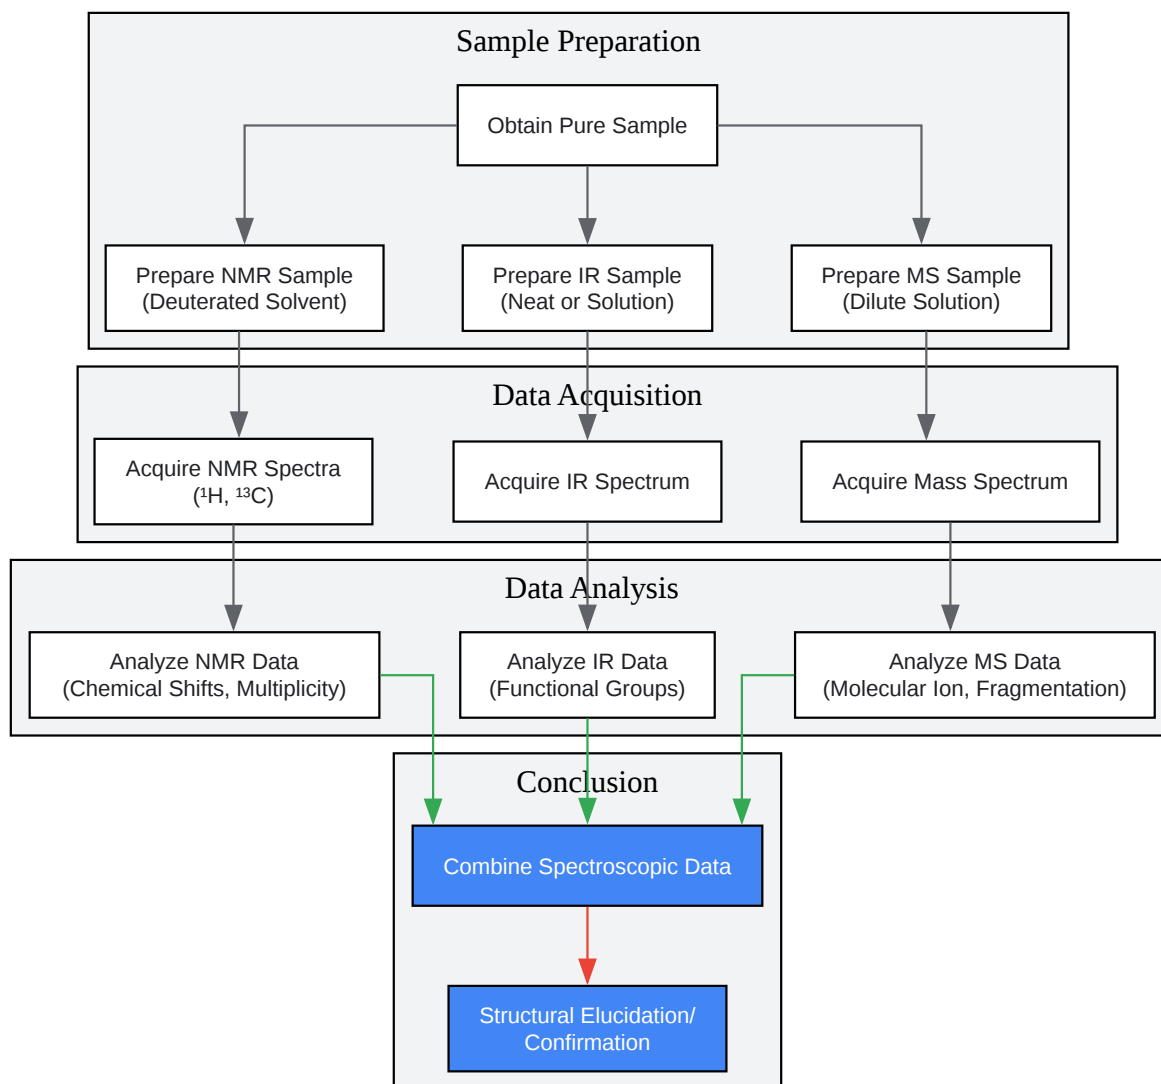 Sample Preparation
Obtain Pure Sample
Prepare NMR Sample
(Deuterated Solvent)
Prepare IR Sample
(Neat or Solution)
Prepare MS Sample
(Dilute Solution)
Data Acquisition
Acquire NMR Spectra
(¹H, ¹³C)
Acquire IR Spectrum
Acquire Mass Spectrum
Data Analysis
Analyze NMR Data
(Chemical Shifts, Multiplicity)
Analyze IR Data
(Functional Groups)
Analyze MS Data
(Molecular Ion, Fragmentation)
Conclusion
Combine Spectroscopic Data
Structural Elucidation/
Confirmation